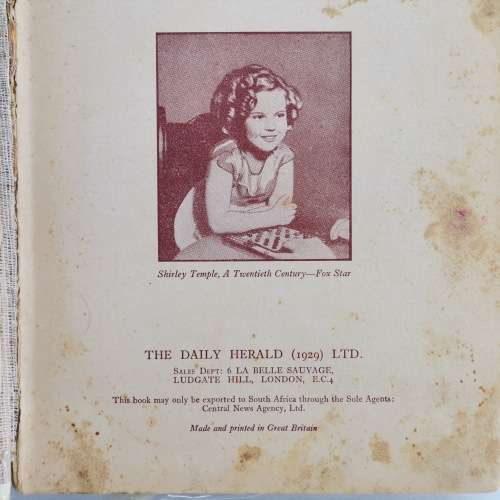 Shirley Temple, A Twentieth Century—Fox Star
THE DAILY HERALD (1929) LTD.
Sales Dept: 6 LA BELLE SAUVAGE,
LUDGATE HILL, LONDON, E.C.4
This book may only be exported to South Africa through the Sole Agents:
Central News Agency, Ltd.
Made and printed in Great Britain